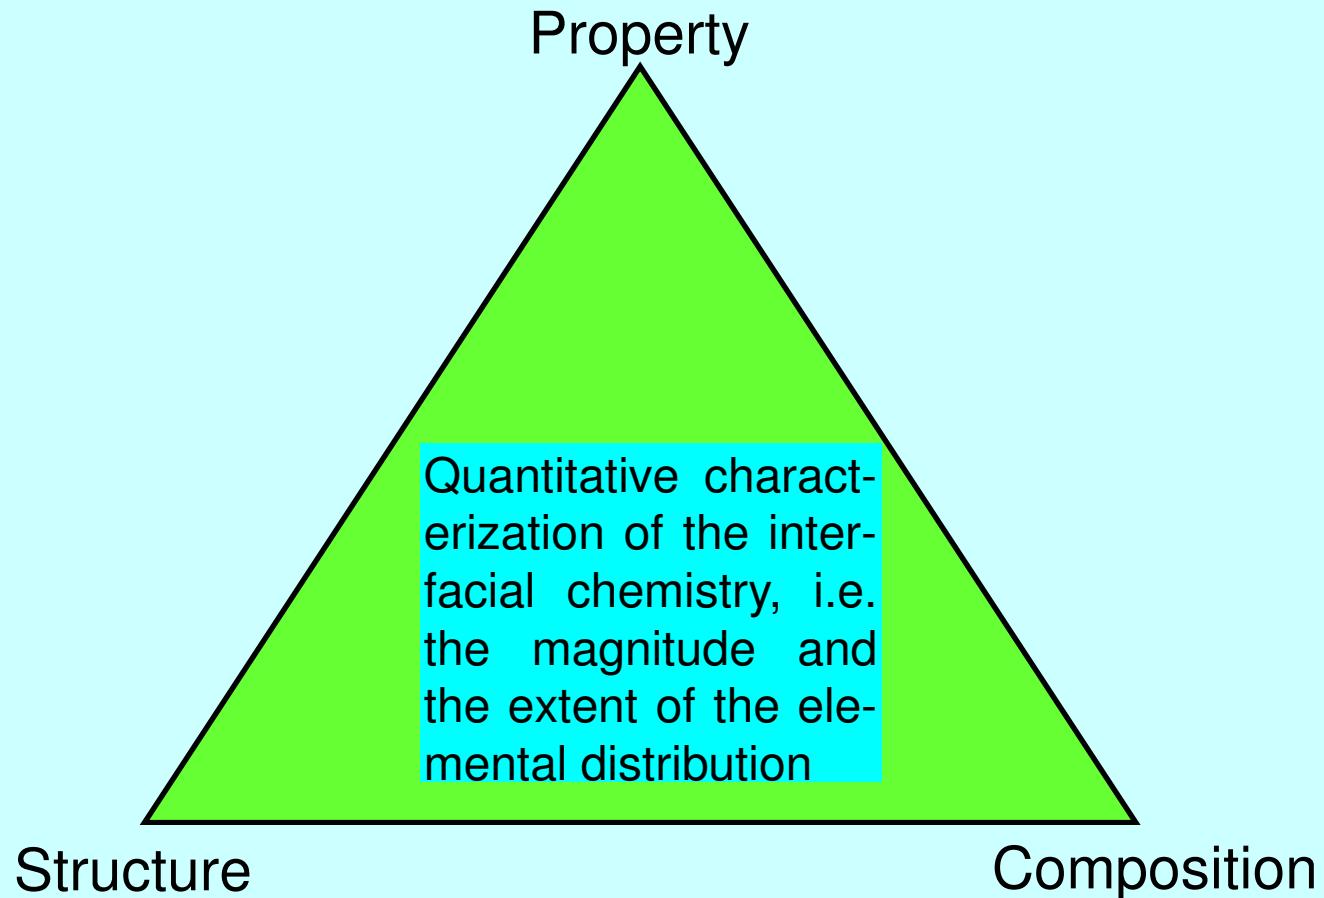 Property
Quantitative charact-
erization of the inter-
facial chemistry, i.e.
the magnitude and
the extent of the ele-
mental distribution
Structure
Composition